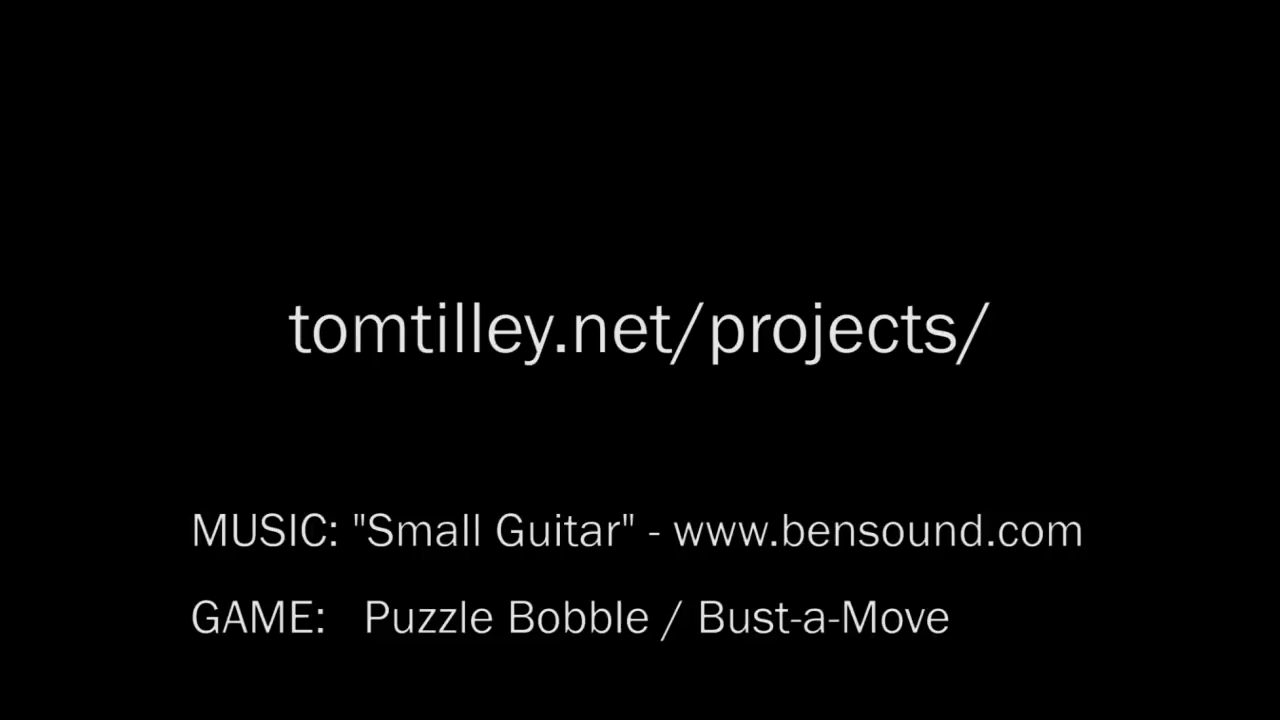 tomtilley.net/projects/
MUSIC: "Small Guitar" - www.bensound.com
GAME: Puzzle Bobble / Bust-a-Move